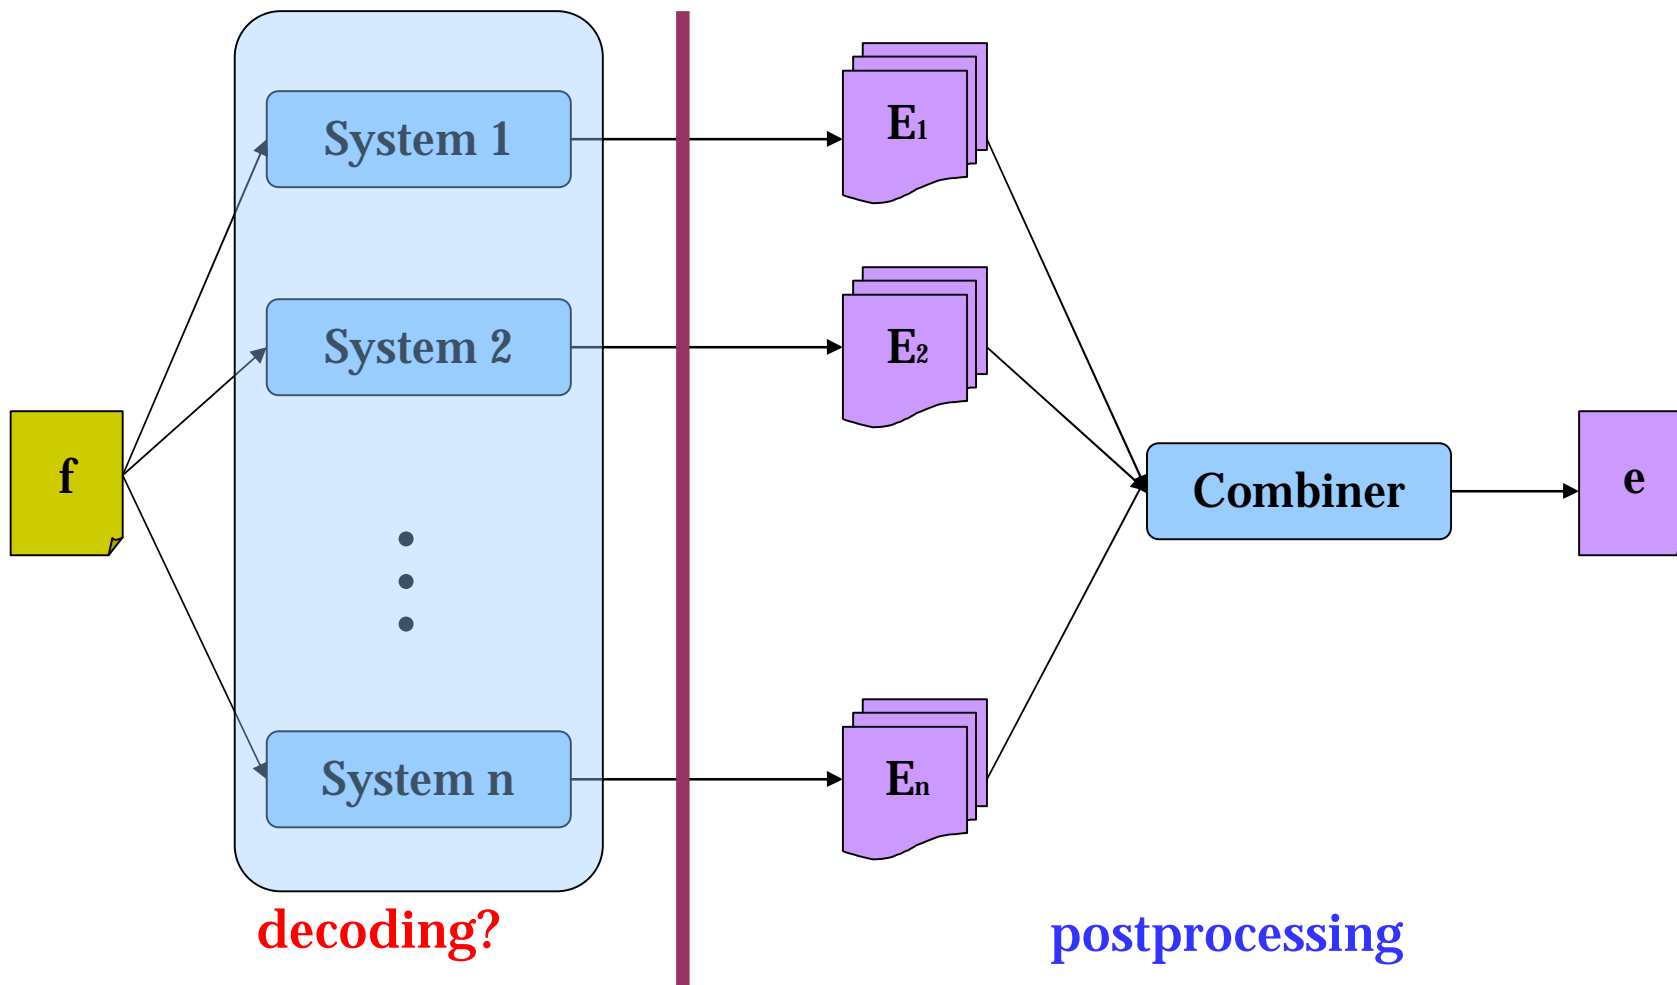 System 1
E1
System 2
E2
f
Combiner
e
System n
En
decoding?
postprocessing